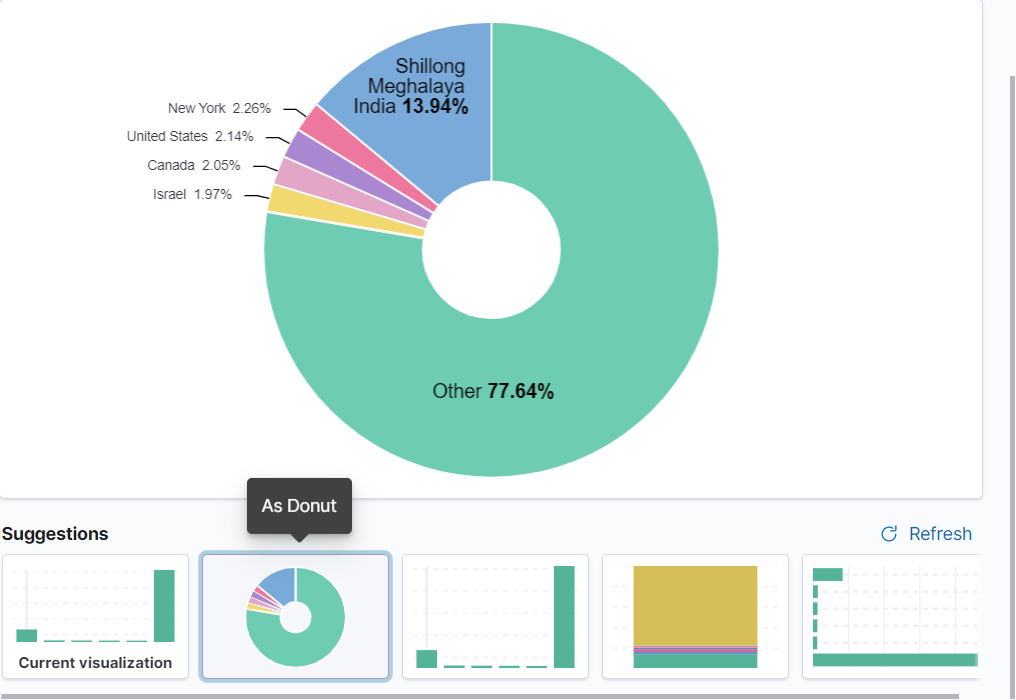 Shillong
Meghalaya
India 13.94%
New York 2.26%
United States 2.14%
Canada 2.05%
Israel 1.97%
Other 77.64%
As Donut
Suggestions
Refresh
Current visualization